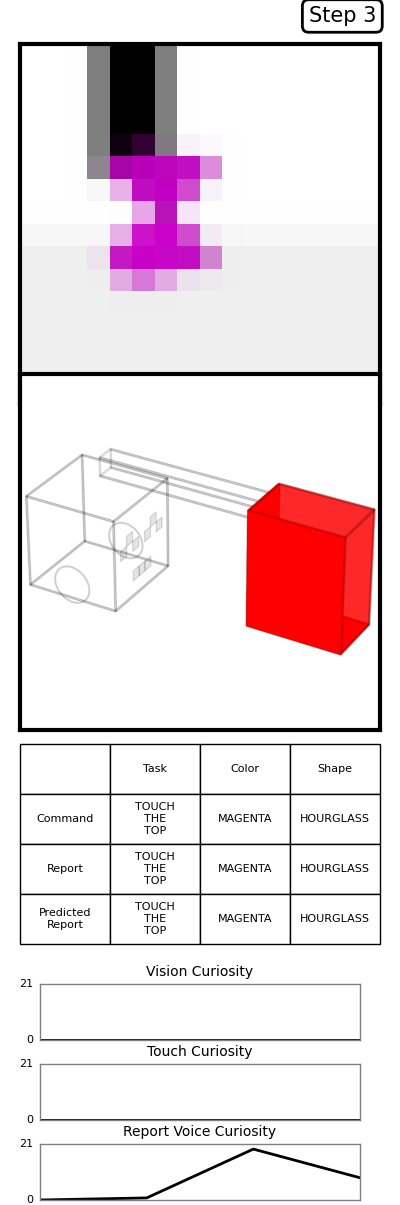 Step 3
Task Color Shape
Command TOUCH THE TOP MAGENTA HOURGLASS
Report TOUCH THE TOP MAGENTA HOURGLASS
Predicted Report TOUCH THE TOP MAGENTA HOURGLASS
Vision Curiosity
21
0
Touch Curiosity
21
0
Report Voice Curiosity
21
0